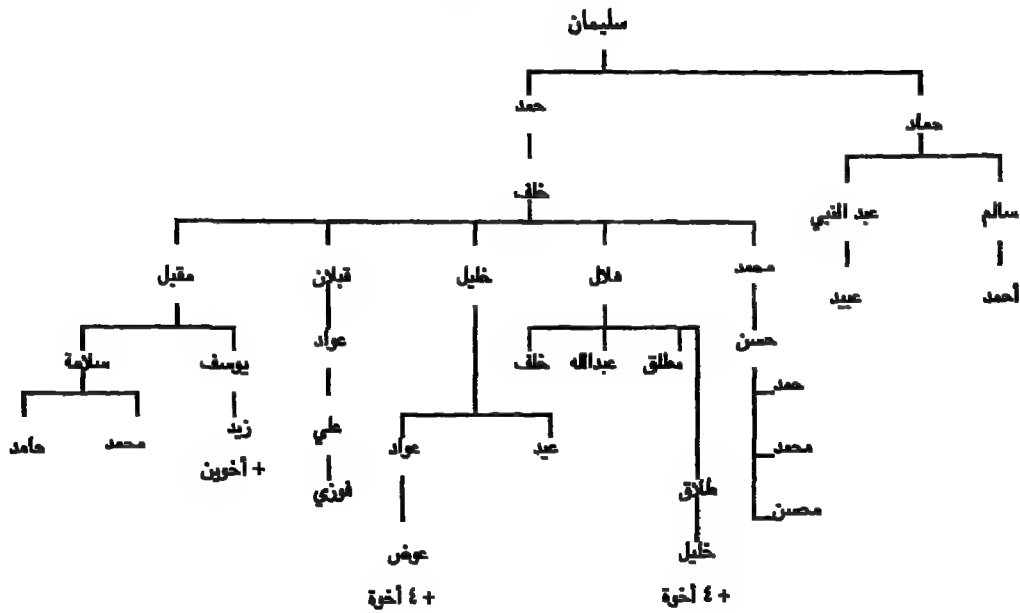 سليمان
حمد
حماد
خلف
عبد النبي
سالم
مقبل
قبلان
خليل
هلال
محمد
عبيد
أحمد
سلامة
يوسف
عواد
خلف
عبدالله
مطلق
حسن
حامد
محمد
زيد
+ أخوين
علي
فوزي
عواد
عيد
حمد
محمد
محسن
طلاق
عوض
+ ٤ أخوة
خليل
+ ٤ أخوة